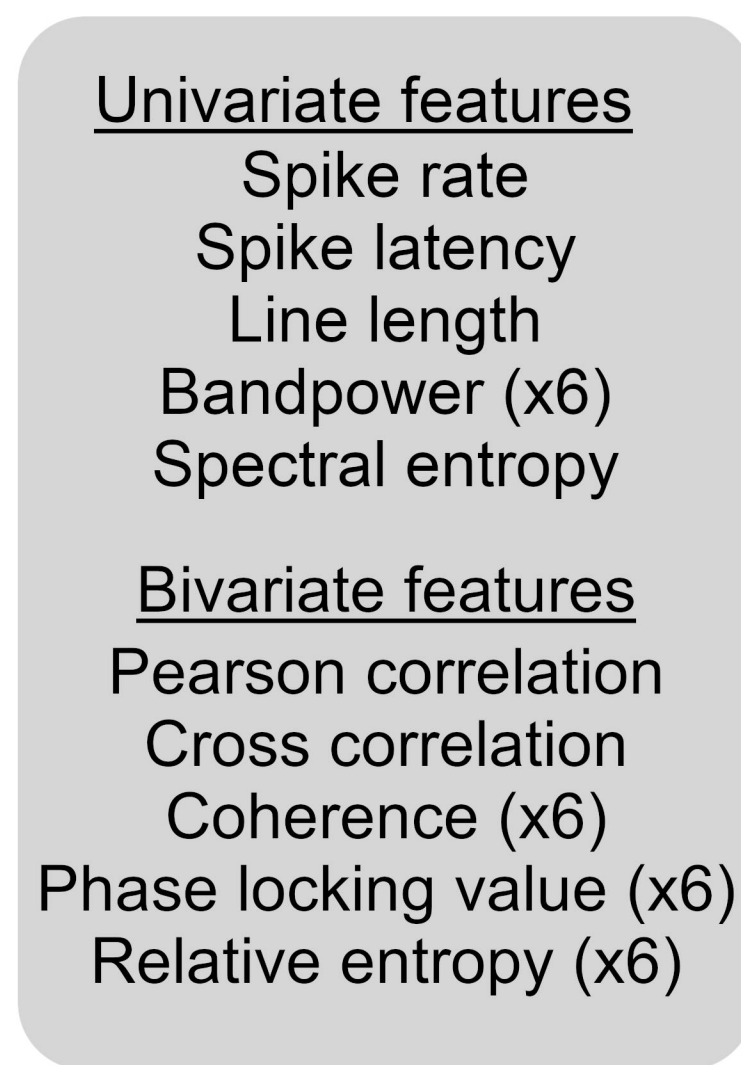 Univariate features
Spike rate
Spike latency
Line length
Bandpower (x6)
Spectral entropy
Bivariate features
Pearson correlation
Cross correlation
Coherence (x6)
Phase locking value (x6)
Relative entropy (x6)